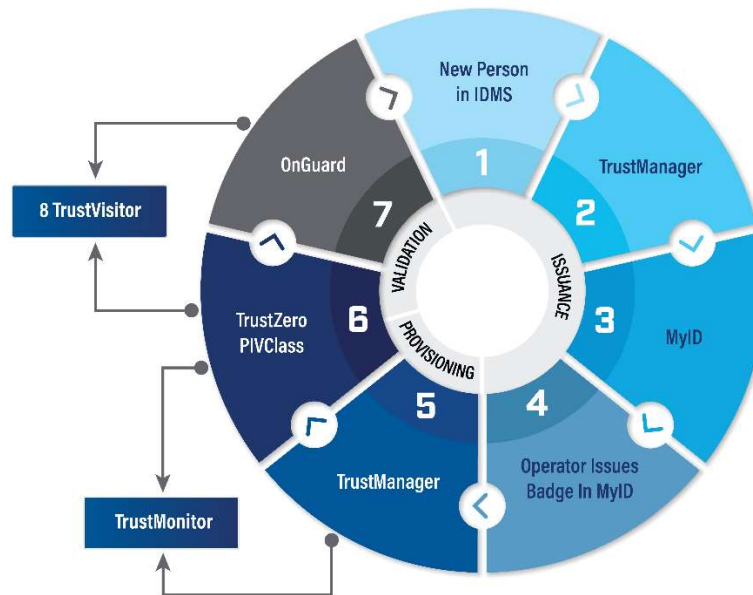 New Person
in IDMS
1
TrustManager
2
MyID
3
Operator Issues
Badge In MyID
4
TrustManager
5
TrustZero
PIVClass
6
OnGuard
7
ISSUANCE
PROVISIONING
VALIDATION
8 TrustVisitor
TrustMonitor